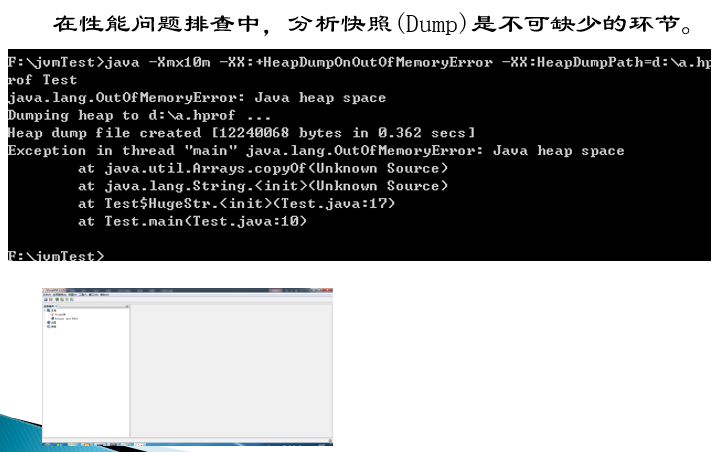 在性能问题排查中，分析快照(Dump)是不可缺少的环节。
F:\jvmTest>java -Xmx10m -XX:+HeapDumpOnOutOfMemoryError -XX:HeapDumpPath=d:\a.hp
rof Test
java.lang.OutOfMemoryError: Java heap space
Dumping heap to d:\a.hprof ...
Heap dump file created [12240068 bytes in 0.362 secs]
Exception in thread "main" java.lang.OutOfMemoryError: Java heap space
        at java.util.Arrays.copyOf(Unknown Source)
        at java.lang.String.<init>(Unknown Source)
        at Test$HugeStr.<init>(Test.java:17)
        at Test.main(Test.java:10)
F:\jvmTest>